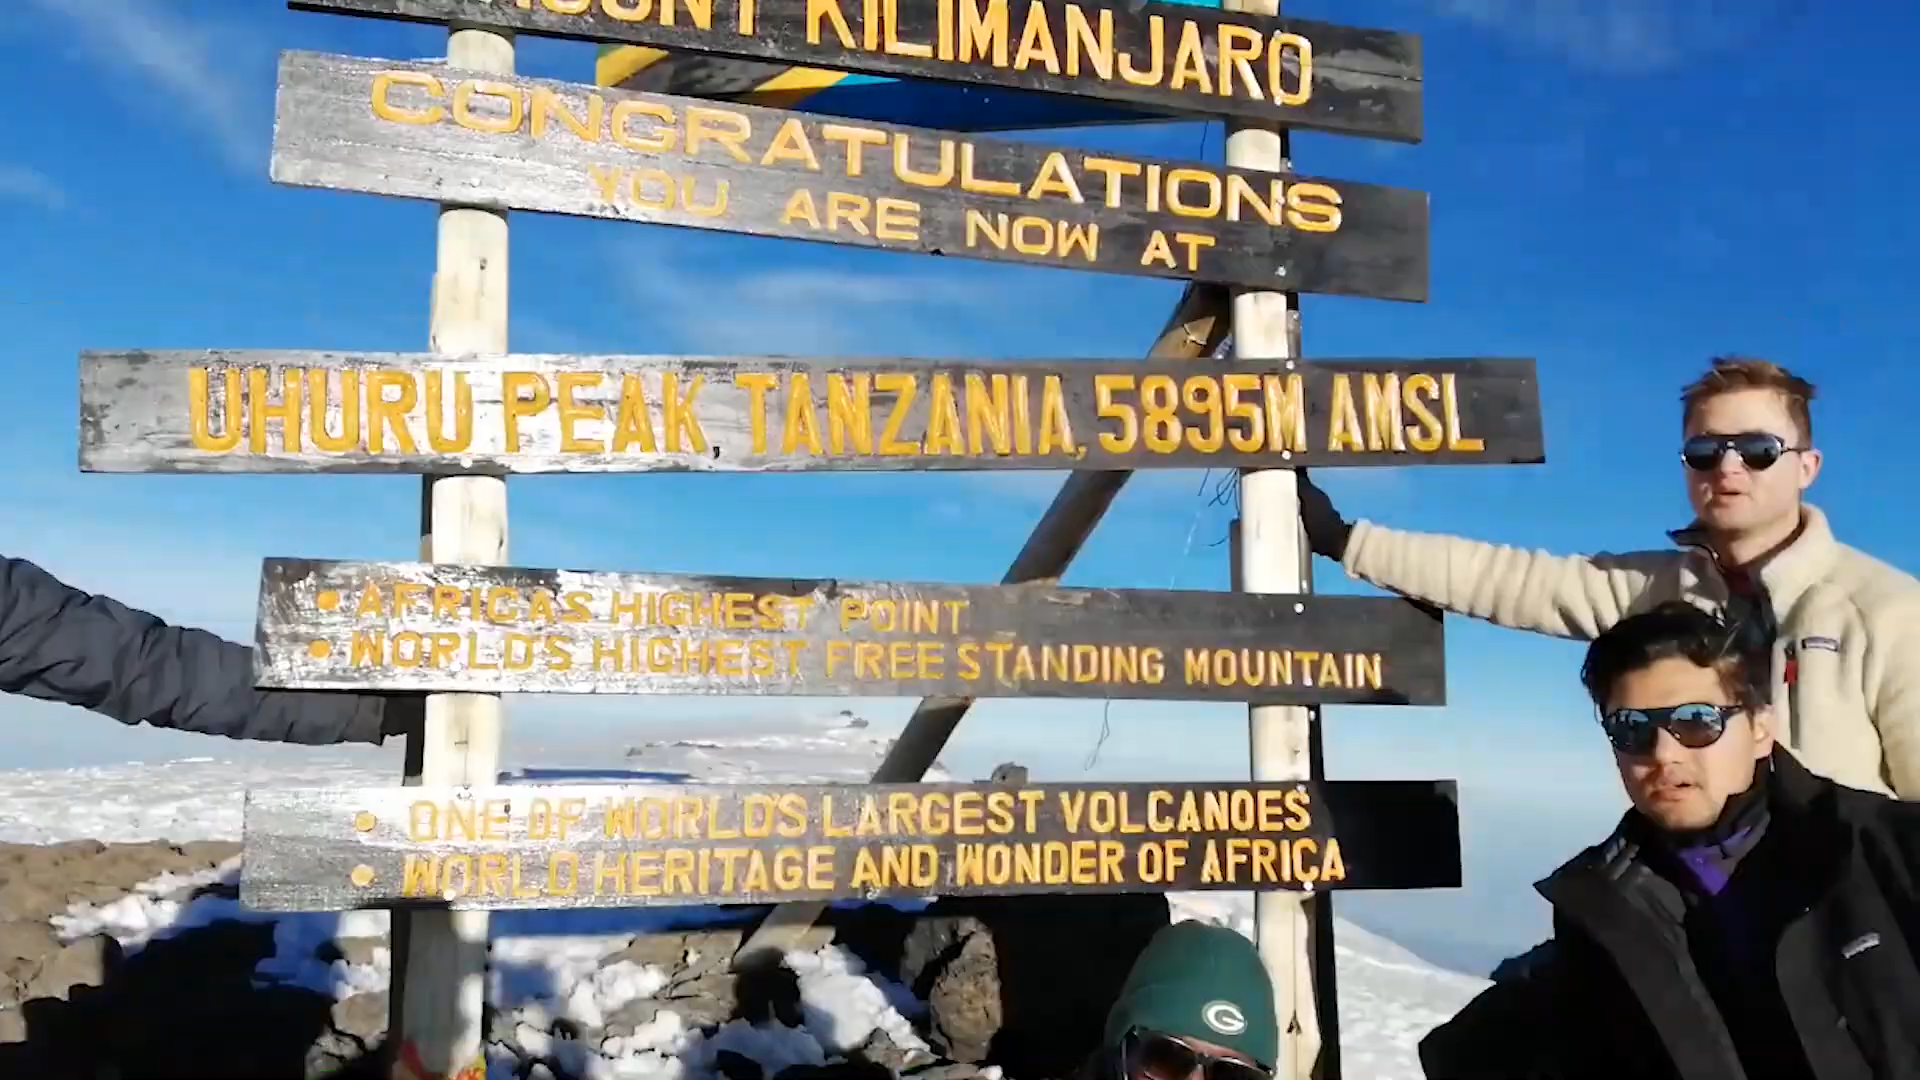 MOUNT KILIMANJARO
CONGRATULATIONS
YOU ARE NOW AT
UHURU PEAK, TANZANIA, 5895M AMSL
• AFRICAS HIGHEST POINT
• WORLD'S HIGHEST FREE STANDING MOUNTAIN
• ONE OF WORLD'S LARGEST VOLCANOES
• WORLD HERITAGE AND WONDER OF AFRICA
G